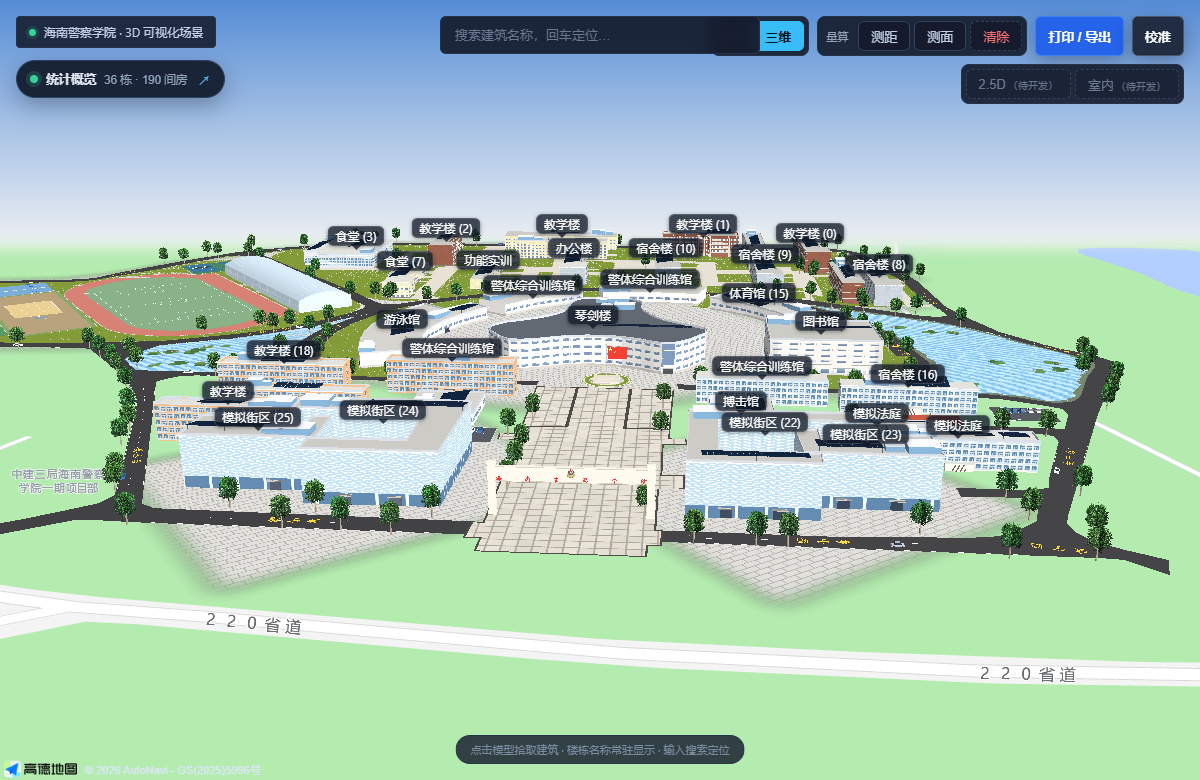 海南警察学院 · 3D 可视化场景
搜索建筑名称，回车定位...
三维
量算
测距
测面
清除
打印 / 导出
校准
统计概览 36 栋 · 190 间房 ↗
2.5D （待开发）
室内 （待开发）
食堂 (3)
教学楼 (2)
教学楼
教学楼 (1)
教学楼 (0)
食堂 (7)
功能实训
办公楼
宿舍楼 (10)
宿舍楼 (9)
宿舍楼 (8)
警体综合训练馆
警体综合训练馆
体育馆 (15)
游泳馆
琴剑楼
图书馆
教学楼 (18)
警体综合训练馆
警体综合训练馆
宿舍楼 (16)
教学楼
搏击馆
模拟街区 (25)
模拟街区 (24)
模拟街区 (22)
模拟法庭
模拟街区 (23)
模拟法庭
中建三局海南警察
学院一期项目部
220省道
220省道
点击模型拾取建筑 · 楼栋名称常驻显示 · 输入搜索定位
高德地图 © 2026 AutoNavi - GS(2025)5996号